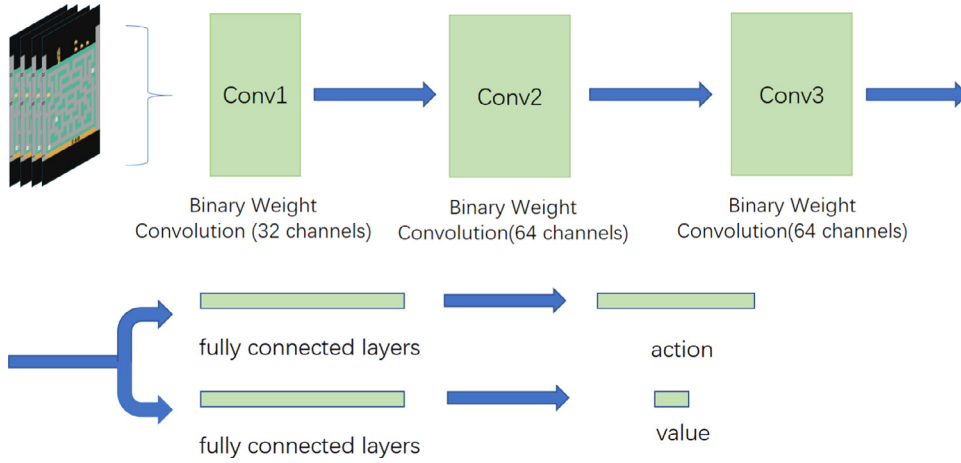 Conv1
Conv2
Conv3
Binary Weight
Convolution (32 channels)
Binary Weight
Convolution(64 channels)
Binary Weight
Convolution(64 channels)
fully connected layers
action
fully connected layers
value